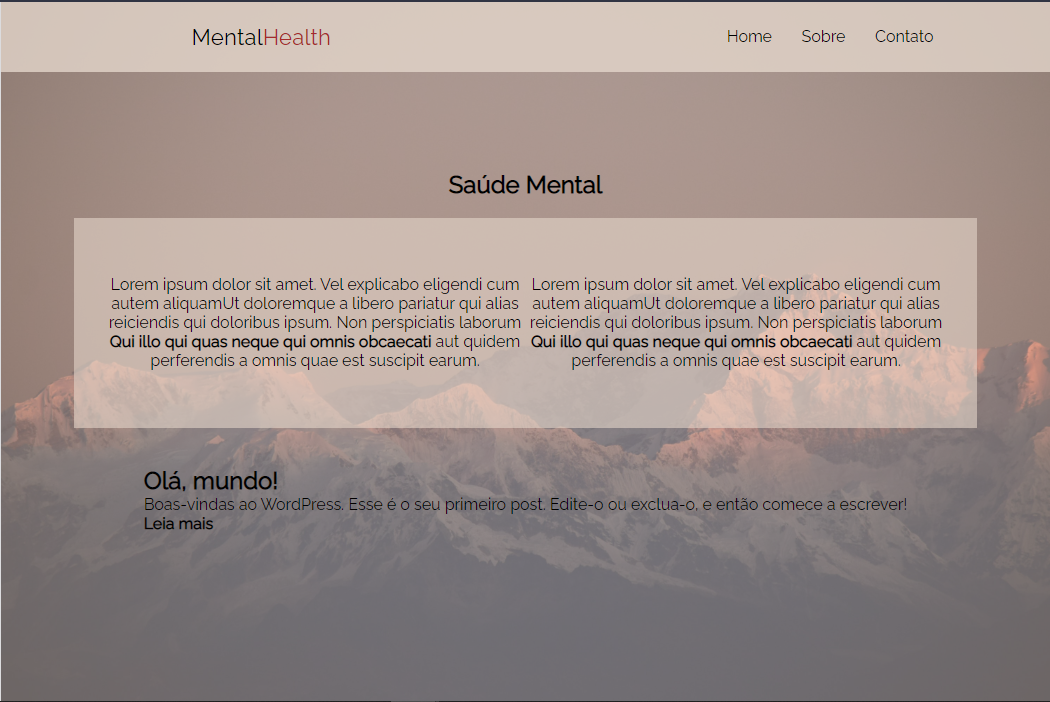 MentalHealth
Home Sobre Contato
Saúde Mental
Lorem ipsum dolor sit amet. Vel explicabo eligendi cum
autem aliquamUt doloremque a libero pariatur qui alias
reiciendis qui doloribus ipsum. Non perspiciatis laborum
Qui illo qui quas neque qui omnis obcaecati aut quidem
perferendis a omnis quae est suscipit earum.
Lorem ipsum dolor sit amet. Vel explicabo eligendi cum
autem aliquamUt doloremque a libero pariatur qui alias
reiciendis qui doloribus ipsum. Non perspiciatis laborum
Qui illo qui quas neque qui omnis obcaecati aut quidem
perferendis a omnis quae est suscipit earum.
Olá, mundo!
Boas-vindas ao WordPress. Esse é o seu primeiro post. Edite-o ou exclua-o, e então comece a escrever!
Leia mais